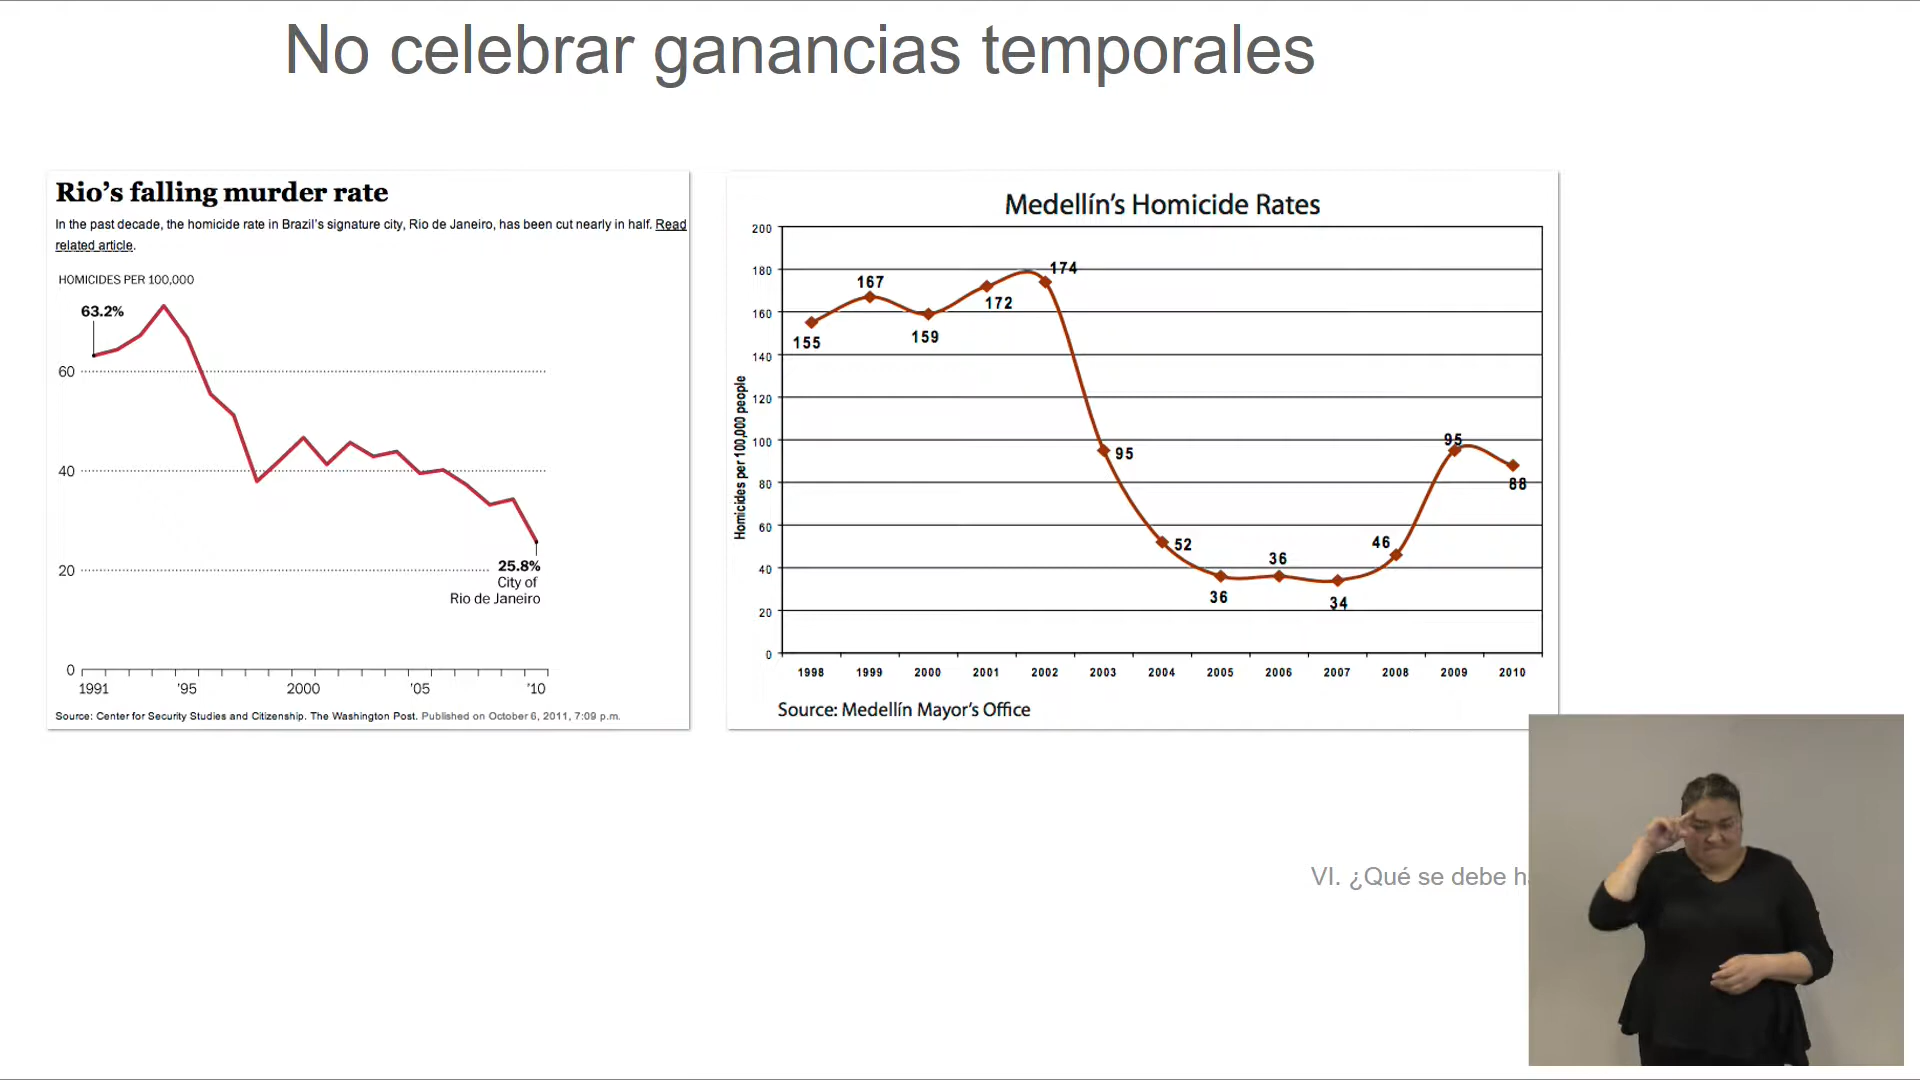 No celebrar ganancias temporales
Rio's falling murder rate
In the past decade, the homicide rate in Brazil's signature city, Rio de Janeiro, has been cut nearly in half. Read
related article.
HOMICIDES PER 100,000
63.2%
60
40
20
0
25.8%
City of
Rio de Janeiro
1991 '95 2000 '05 '10
Source: Center for Security Studies and Citizenship. The Washington Post. Published on October 6, 2011, 7:09 p.m.
Medellín's Homicide Rates
Homicides per 100,000 people
200
180
160
140
120
100
80
60
40
20
0
155
167
159
172
174
95
52
36
36
34
46
95
88
1998 1999 2000 2001 2002 2003 2004 2005 2006 2007 2008 2009 2010
Source: Medellín Mayor's Office
VI. ¿Qué se debe